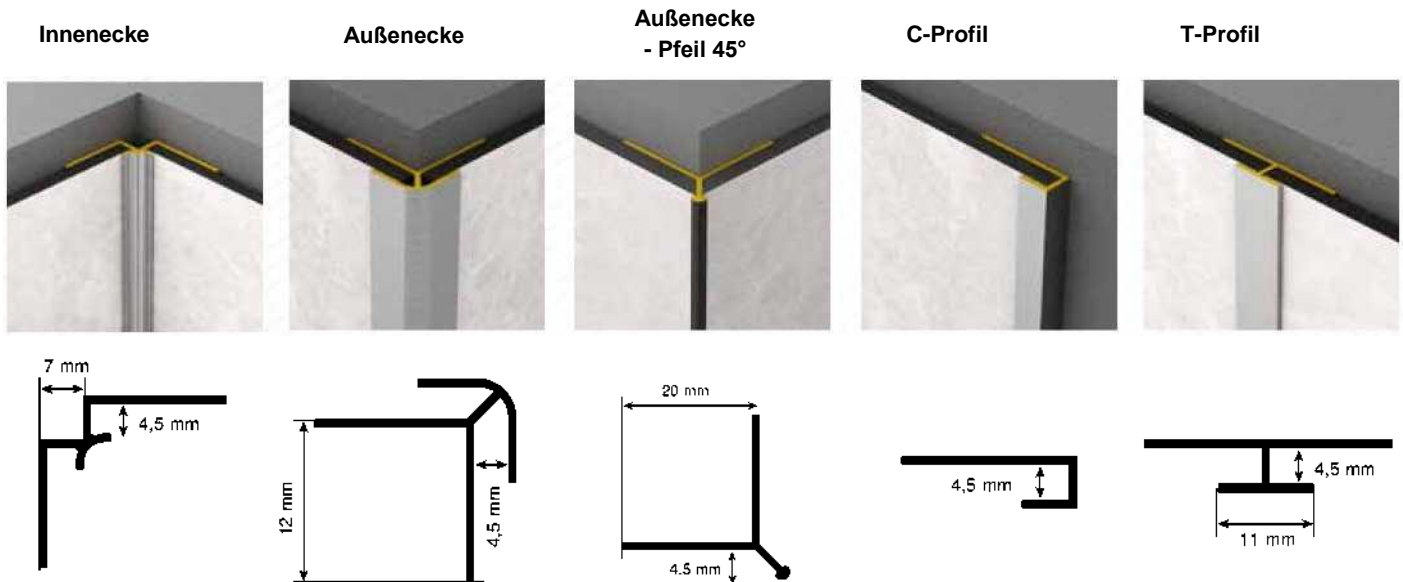 Innenecke
Außenecke
Außenecke
- Pfeil 45°
C-Profil
T-Profil
7 mm
4,5 mm
12 mm
4,5 mm
20 mm
4.5 mm
4,5 mm
4,5 mm
11 mm